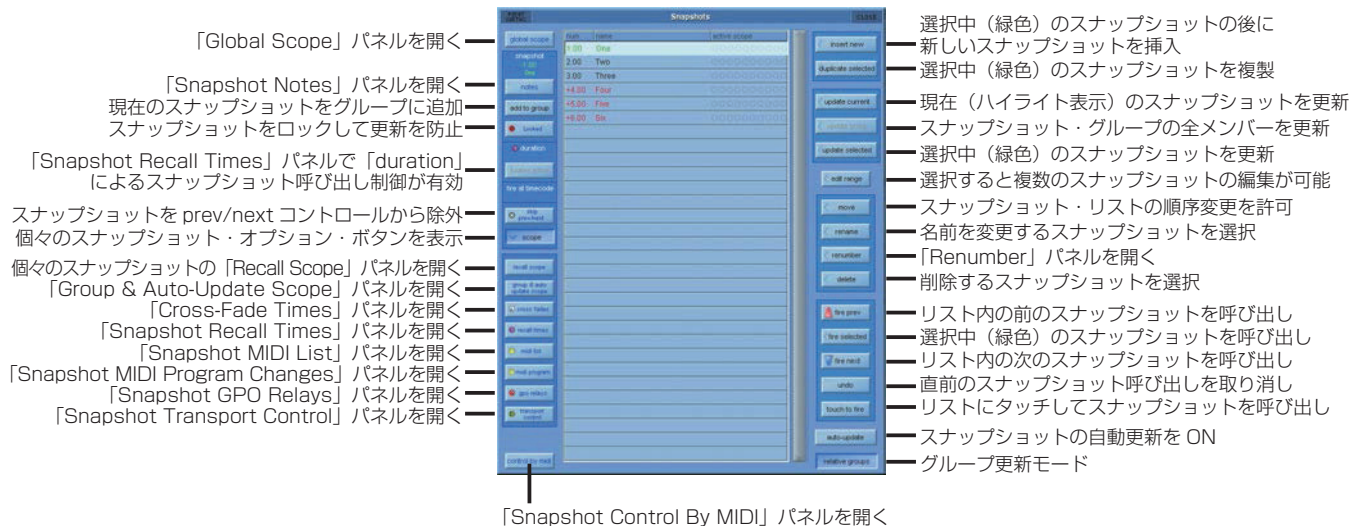 Snapshots
CLOSE
「Global Scope」パネルを開く
「Snapshot Notes」パネルを開く
現在のスナップショットをグループに追加
スナップショットをロックして更新を防止
「Snapshot Recall Times」パネルで「duration」
によるスナップショット呼び出し制御が有効
スナップショットを prev/next コントロールから除外
個々のスナップショット・オプション・ボタンを表示
個々のスナップショットの「Recall Scope」パネルを開く
「Group & Auto-Update Scope」パネルを開く
「Cross-Fade Times」パネルを開く
「Snapshot Recall Times」パネルを開く
「Snapshot MIDI List」パネルを開く
「Snapshot MIDI Program Changes」パネルを開く
「Snapshot GPO Relays」パネルを開く
「Snapshot Transport Control」パネルを開く
global scope
snapshot
1.00
One
notes
add to group
Locked
duration
fire at timecode
skip
prev/next
scope
recall scope
group & auto
update scope
cross fades
recall times
midi list
midi program
gpo relays
transport
control
control by midi
num name active scope
1.00 One
2.00 Two
3.00 Three
+4.00 Four
+5.00 Five
+6.00 Six
insert new
duplicate selected
update current
update group
update selected
edit range
move
rename
renumber
delete
fire prev
fire selected
fire next
undo
touch to fire
auto-update
relative groups
選択中（緑色）のスナップショットの後に
新しいスナップショットを挿入
選択中（緑色）のスナップショットを複製
現在（ハイライト表示）のスナップショットを更新
スナップショット・グループの全メンバーを更新
選択中（緑色）のスナップショットを更新
選択すると複数のスナップショットの編集が可能
スナップショット・リストの順序変更を許可
名前を変更するスナップショットを選択
「Renumber」パネルを開く
削除するスナップショットを選択
リスト内の前のスナップショットを呼び出し
選択中（緑色）のスナップショットを呼び出し
リスト内の次のスナップショットを呼び出し
直前のスナップショット呼び出しを取り消し
リストにタッチしてスナップショットを呼び出し
スナップショットの自動更新を ON
グループ更新モード
「Snapshot Control By MIDI」パネルを開く